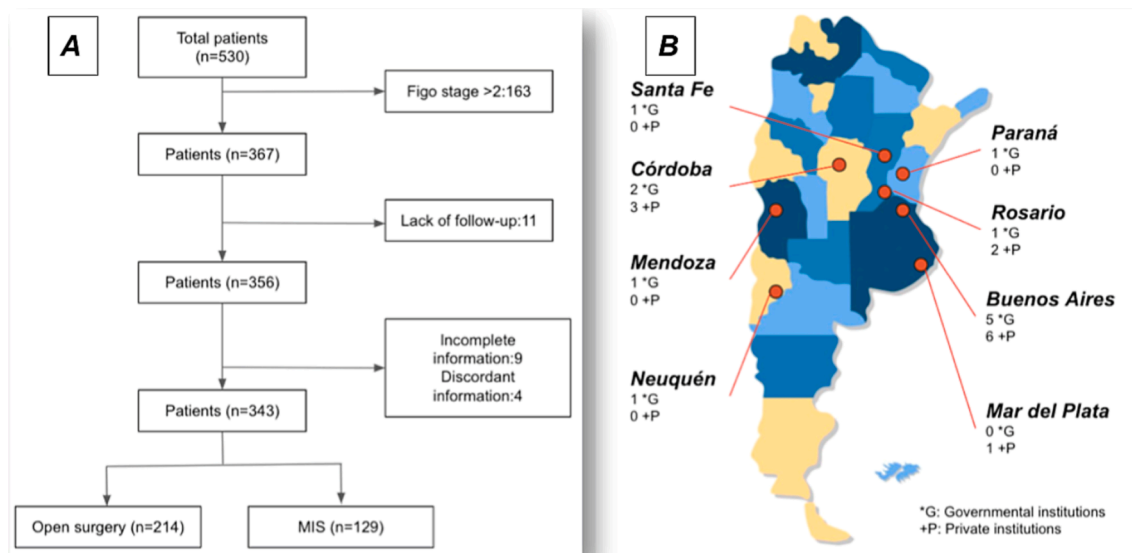 A
Total patients
(n=530)
Figo stage >2:163
Patients (n=367)
Lack of follow-up:11
Patients (n=356)
Incomplete
information:9
Discordant
information:4
Patients (n=343)
Open surgery (n=214)
MIS (n=129)
B
Santa Fe
1 *G
0 +P
Córdoba
2 *G
3 +P
Mendoza
1 *G
0 +P
Neuquén
1 *G
0 +P
Paraná
1 *G
0 +P
Rosario
1 *G
2 +P
Buenos Aires
5 *G
6 +P
Mar del Plata
0 *G
1 +P
*G: Governmental institutions
+P: Private institutions